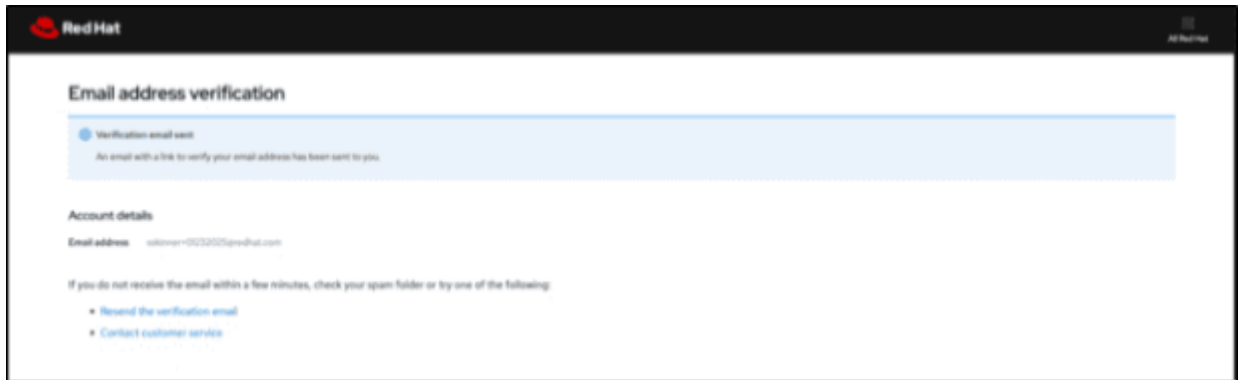 Red Hat
All Red Hat
Email address verification
Verification email sent
An email with a link to verify your email address has been sent to you.
Account details
Email address
If you do not receive the email within a few minutes, check your spam folder or try one of the following:
• Resend the verification email
• Contact customer service